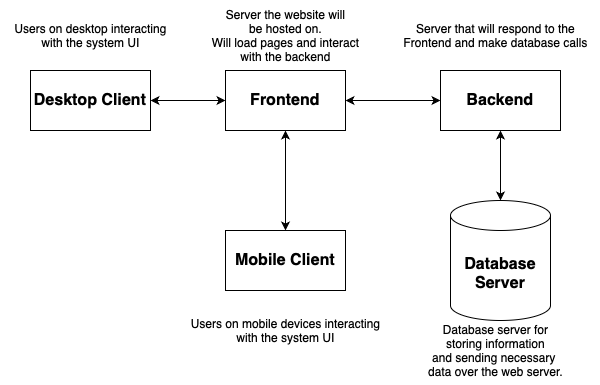 Users on desktop interacting
with the system UI
Server the website will
be hosted on.
Will load pages and interact
with the backend
Server that will respond to the
Frontend and make database calls
Desktop Client
Frontend
Backend
Mobile Client
Database
Server
Users on mobile devices interacting
with the system UI
Database server for
storing information
and sending necessary
data over the web server.